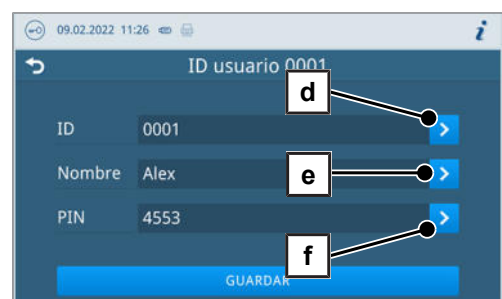 09.02.2022 11:26 i
ID usuario 0001
d
ID 0001
Nombre Alex
e
PIN 4553
f
GUARDAR